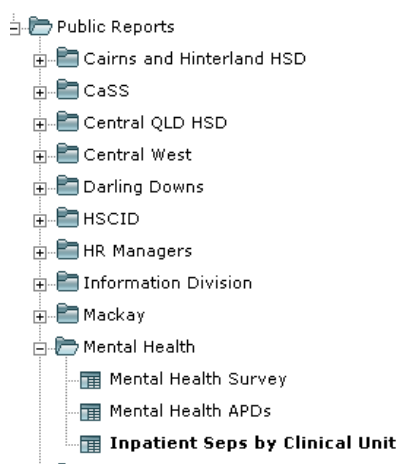 Public Reports
Cairns and Hinterland HSD
CaSS
Central QLD HSD
Central West
Darling Downs
HSCID
HR Managers
Information Division
Mackay
Mental Health
Mental Health Survey
Mental Health APDs
Inpatient Seps by Clinical Unit